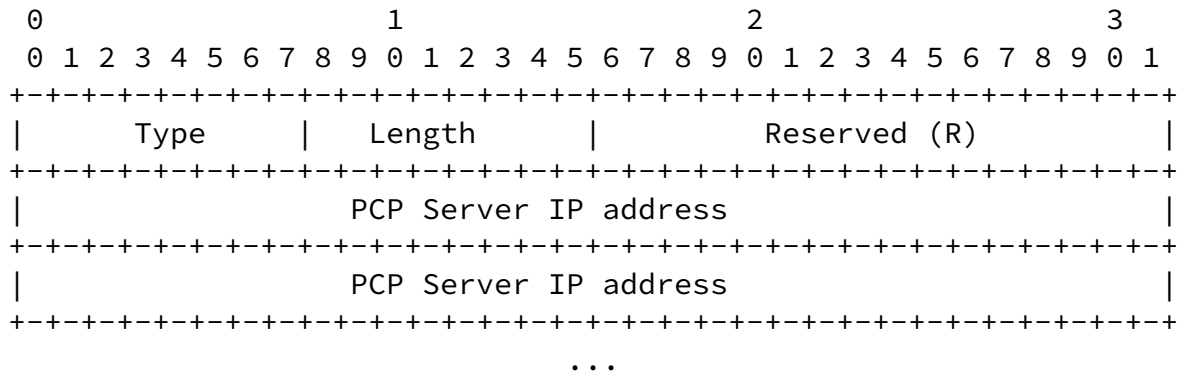 0                   1                   2                   3
0 1 2 3 4 5 6 7 8 9 0 1 2 3 4 5 6 7 8 9 0 1 2 3 4 5 6 7 8 9 0 1
+-+-+-+-+-+-+-+-+-+-+-+-+-+-+-+-+-+-+-+-+-+-+-+-+-+-+-+-+-+-+-+-+
|      Type     |   Length      |         Reserved (R)          |
+-+-+-+-+-+-+-+-+-+-+-+-+-+-+-+-+-+-+-+-+-+-+-+-+-+-+-+-+-+-+-+-+
|                  PCP Server IP address                        |
+-+-+-+-+-+-+-+-+-+-+-+-+-+-+-+-+-+-+-+-+-+-+-+-+-+-+-+-+-+-+-+-+
|                  PCP Server IP address                        |
+-+-+-+-+-+-+-+-+-+-+-+-+-+-+-+-+-+-+-+-+-+-+-+-+-+-+-+-+-+-+-+-+
...